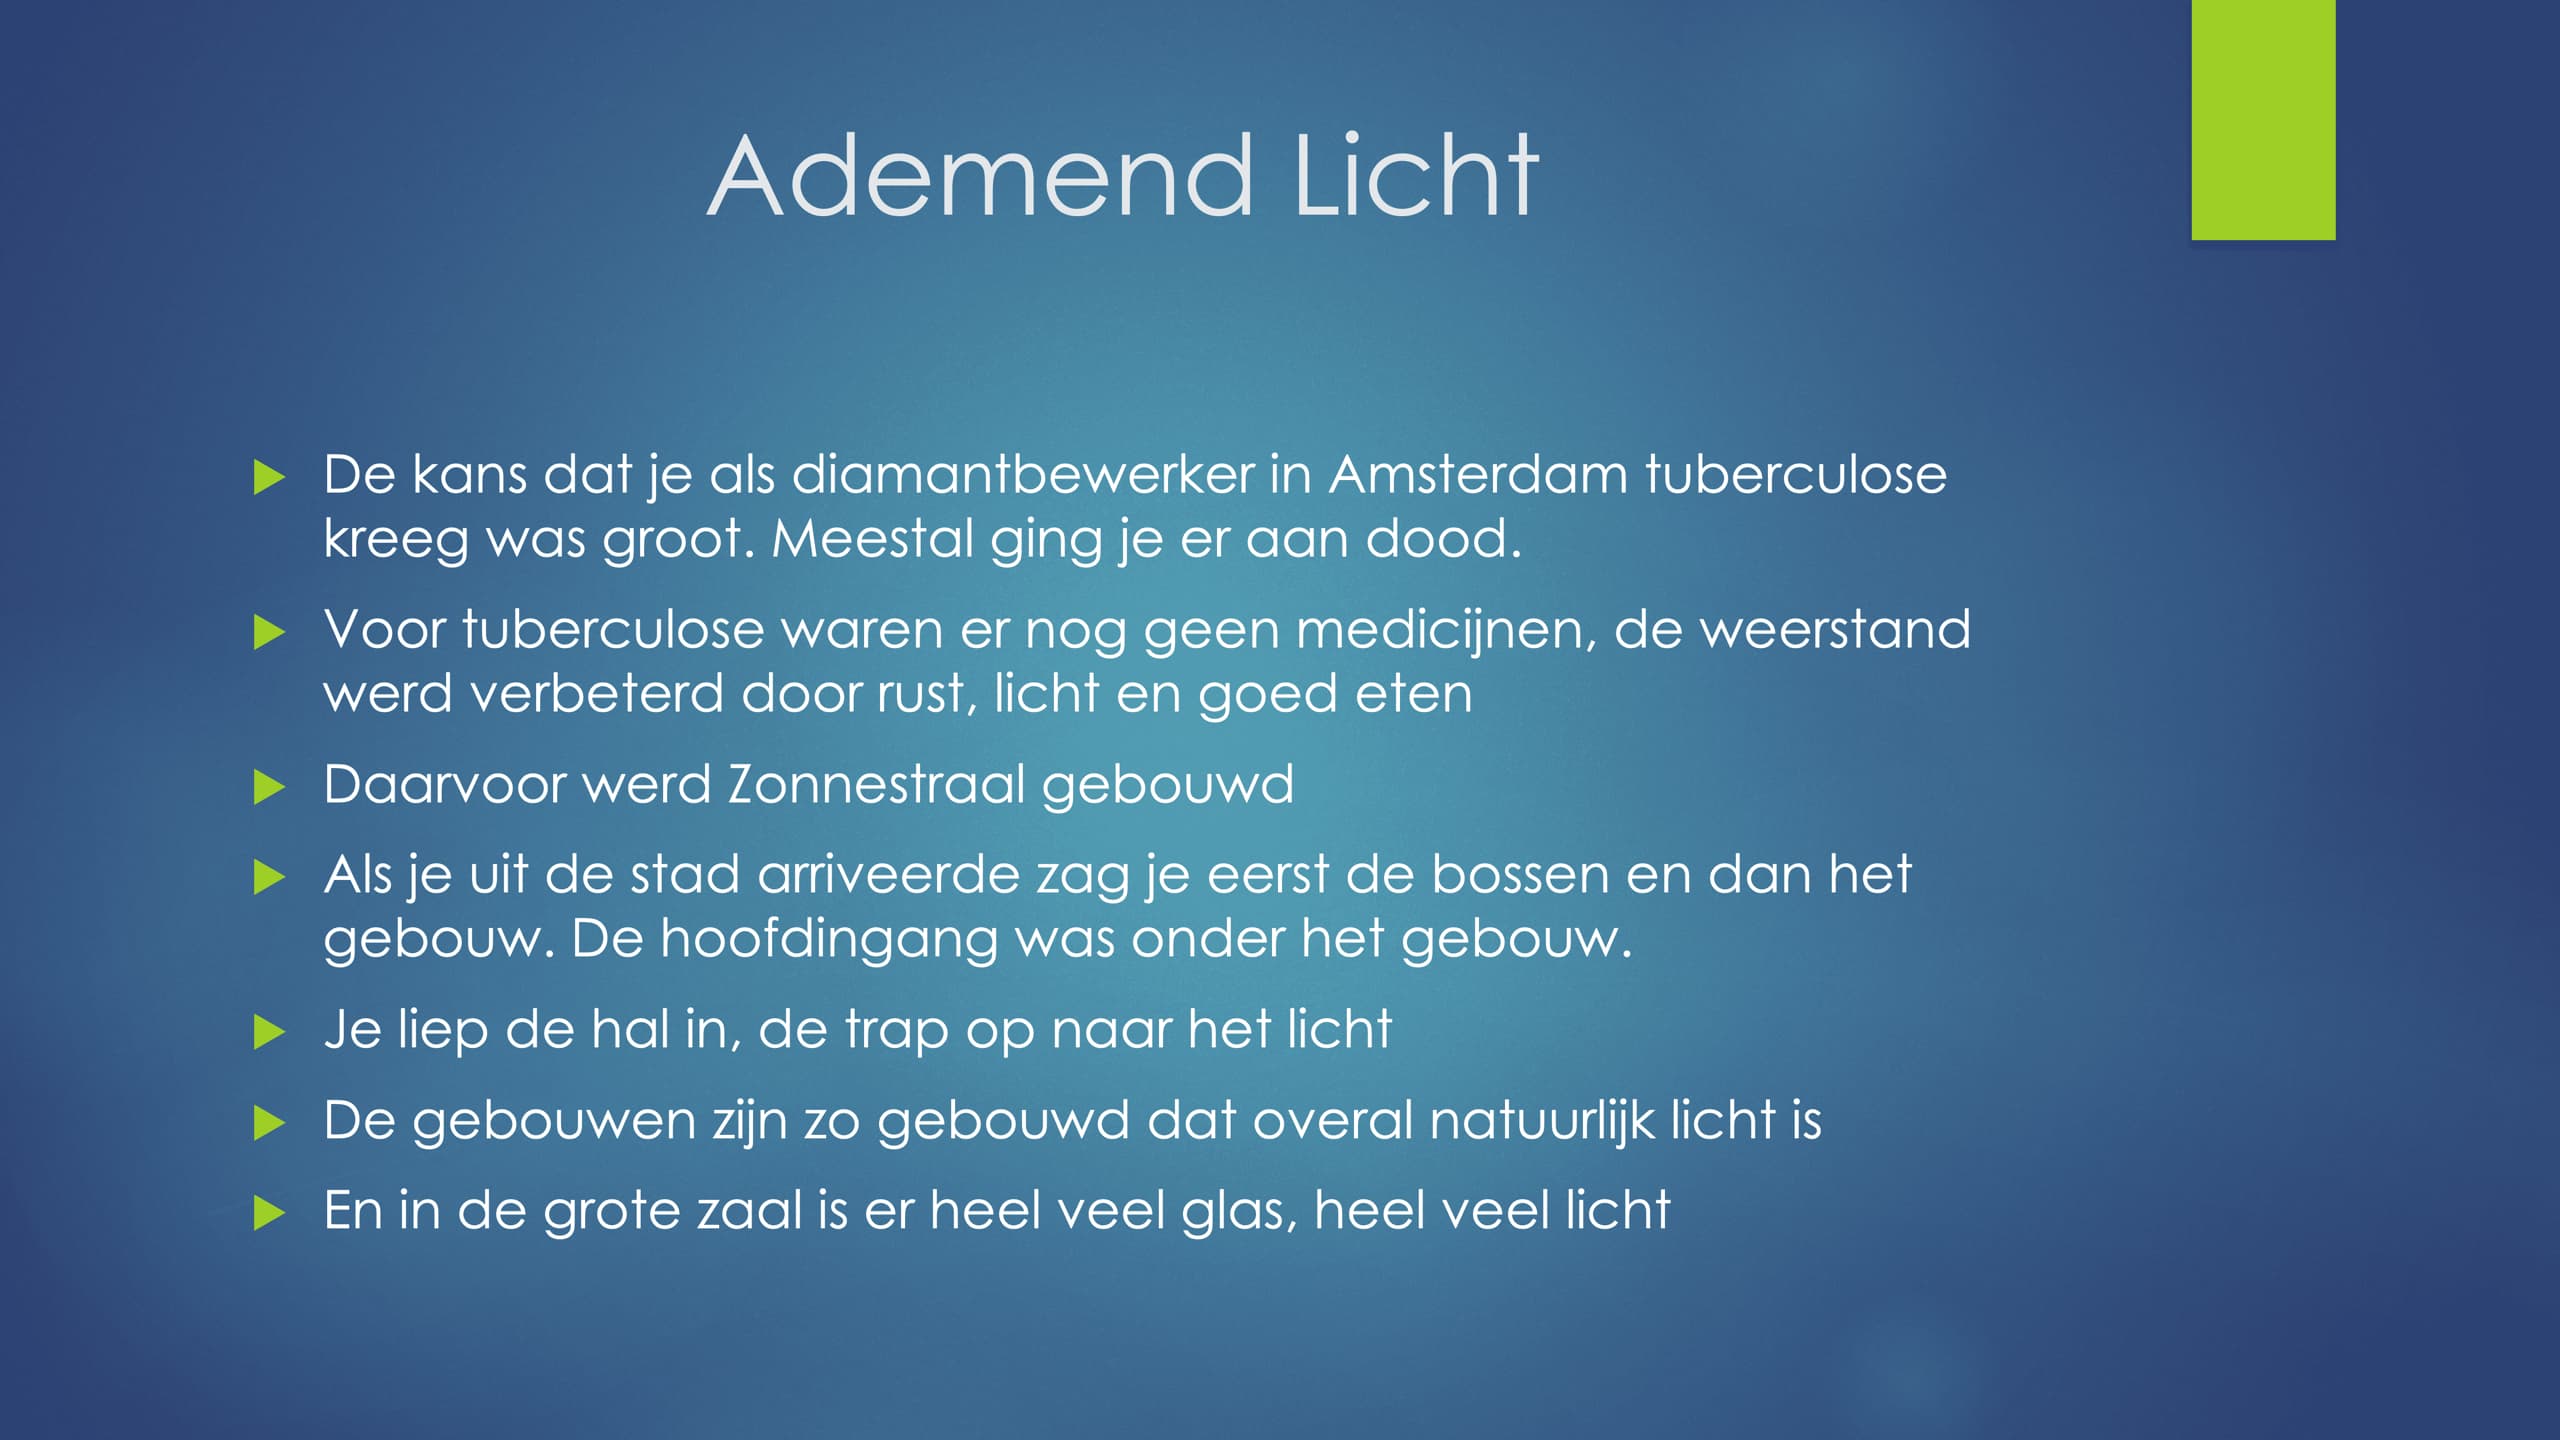 Ademend Licht
De kans dat je als diamantbewerker in Amsterdam tuberculose
kreeg was groot. Meestal ging je er aan dood.
Voor tuberculose waren er nog geen medicijnen, de weerstand
werd verbeterd door rust, licht en goed eten
Daarvoor werd Zonnestraal gebouwd
Als je uit de stad arriveerde zag je eerst de bossen en dan het
gebouw. De hoofdingang was onder het gebouw.
Je liep de hal in, de trap op naar het licht
De gebouwen zijn zo gebouwd dat overal natuurlijk licht is
En in de grote zaal is er heel veel glas, heel veel licht